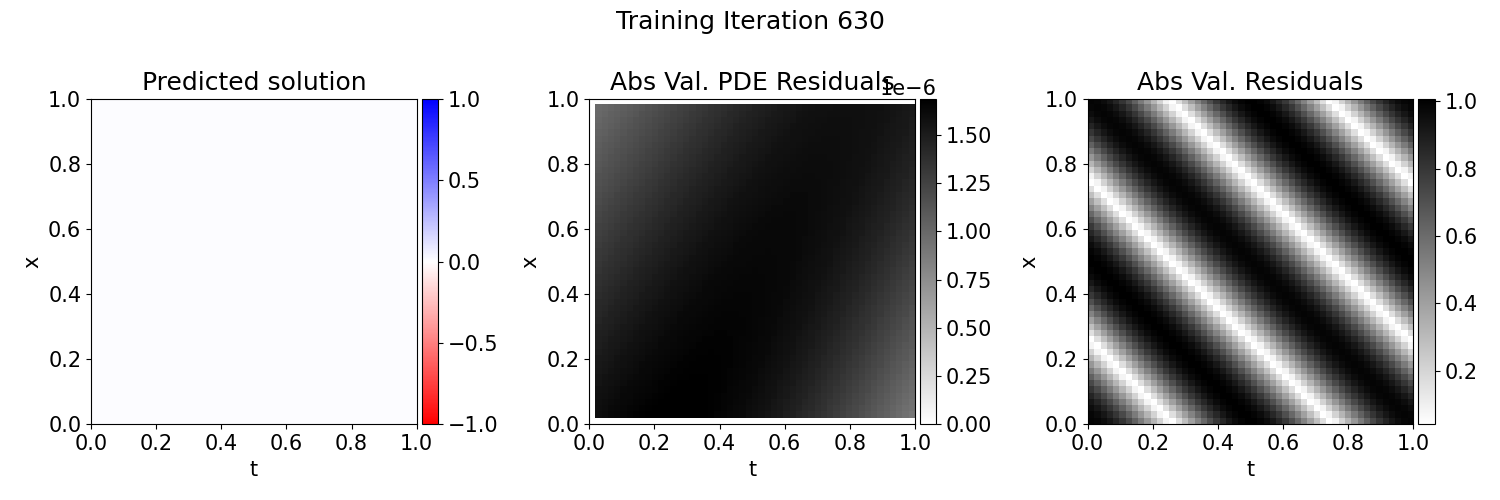 Training Iteration 630
Predicted solution
1.0
0.8
0.6
0.4
0.2
0.0
x
0.0 0.2 0.4 0.6 0.8 1.0
t
1.0
0.5
0.0
−0.5
−1.0
Abs Val. PDE Residuals
1e−6
1.0
0.8
0.6
0.4
0.2
0.0
x
0.0 0.2 0.4 0.6 0.8 1.0
t
1.50
1.25
1.00
0.75
0.50
0.25
0.00
Abs Val. Residuals
1.0
0.8
0.6
0.4
0.2
0.0
x
0.0 0.2 0.4 0.6 0.8 1.0
t
1.0
0.8
0.6
0.4
0.2